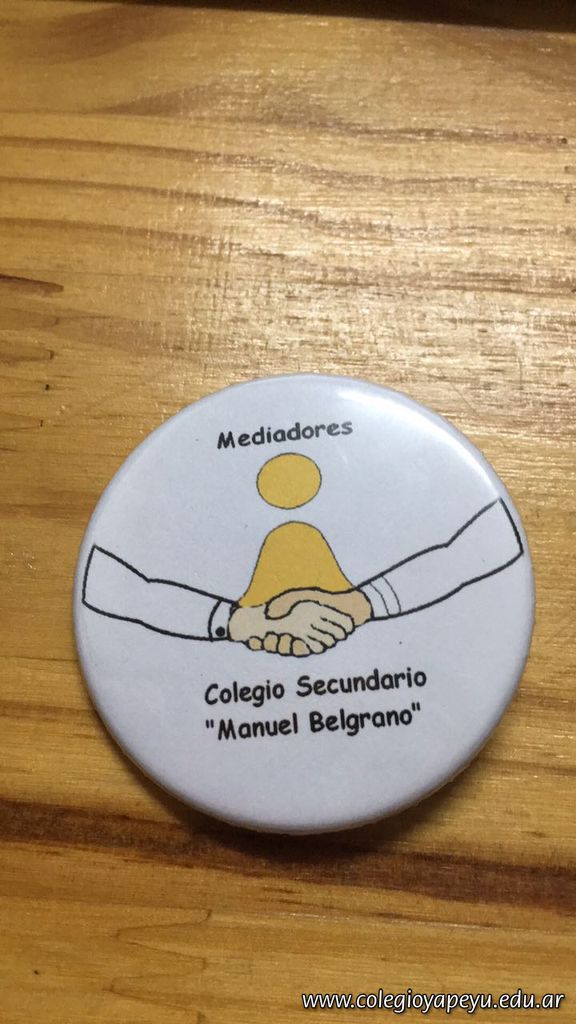 Mediadores
Colegio Secundario
"Manuel Belgrano"
www.colegioyapeyu.edu.ar